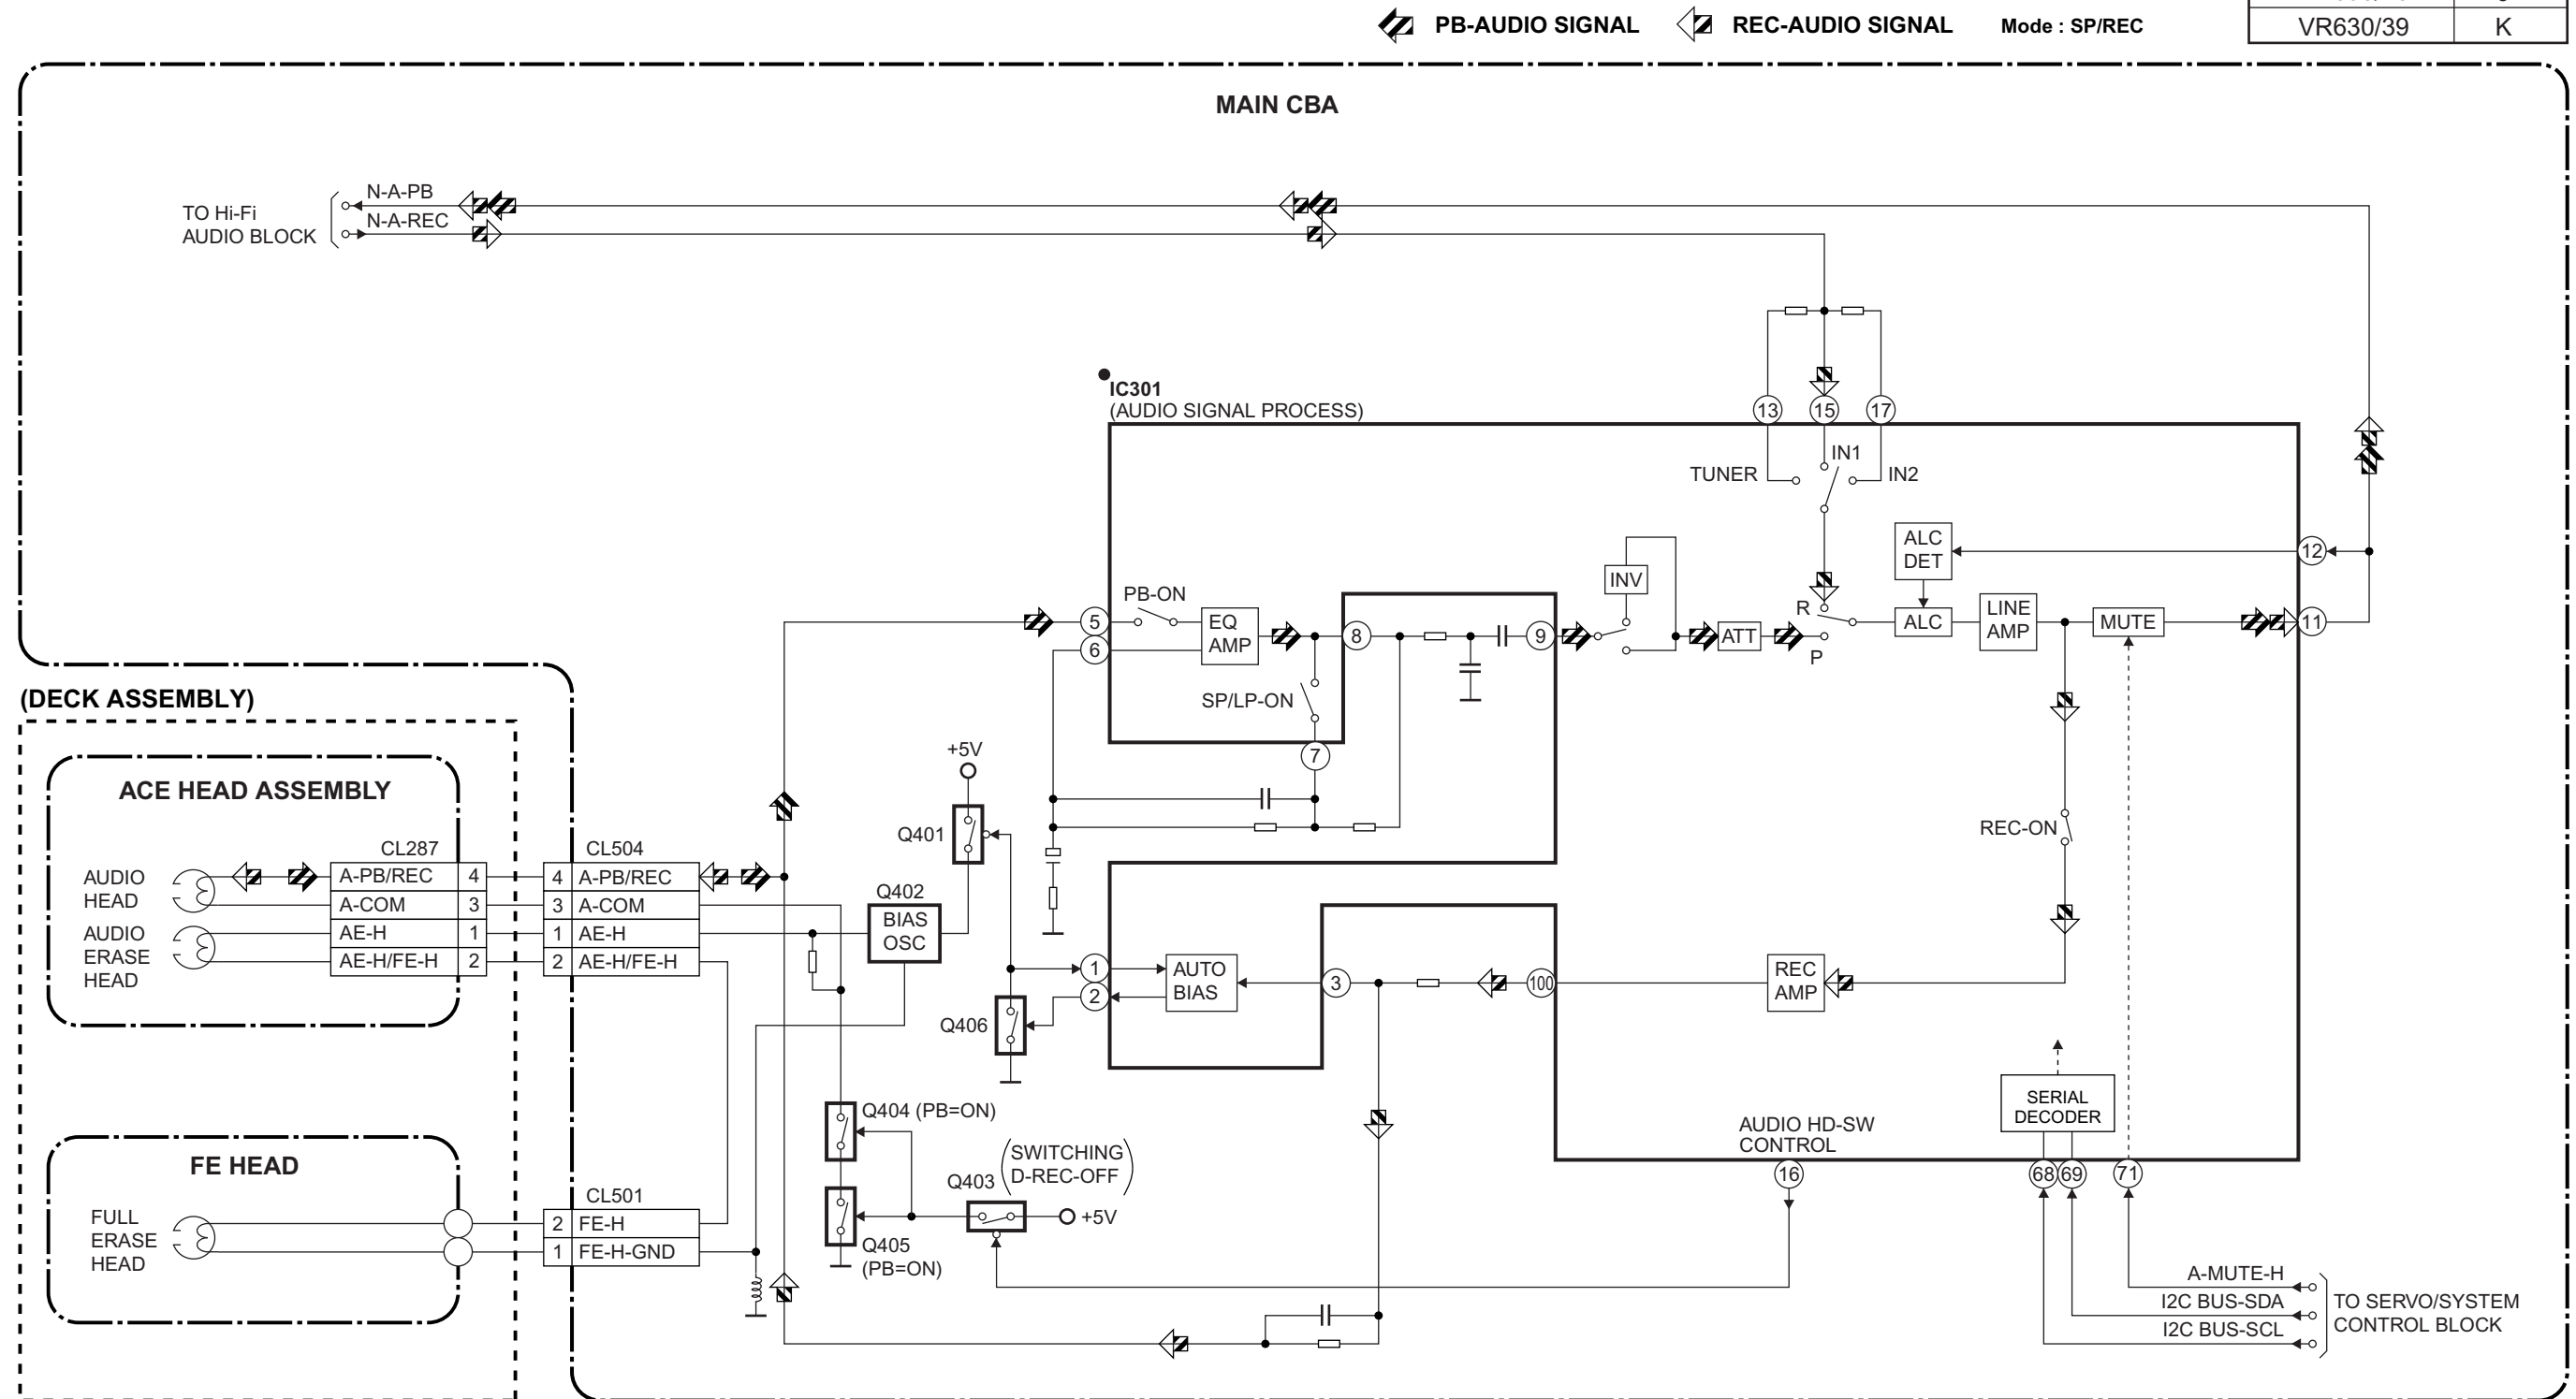 PB-AUDIO SIGNAL REC-AUDIO SIGNAL Mode : SP/REC
VR630/39 K
MAIN CBA
TO Hi-Fi
AUDIO BLOCK
N-A-PB
N-A-REC
IC301
(AUDIO SIGNAL PROCESS)
13 15 17
TUNER
IN1
IN2
ALC
DET
12
INV
PB-ON
5
6
EQ
AMP
8
9
ATT
R
P
ALC
LINE
AMP
MUTE
11
SP/LP-ON
7
(DECK ASSEMBLY)
ACE HEAD ASSEMBLY
+5V
Q401
REC-ON
CL287
CL504
AUDIO
HEAD
A-PB/REC 4
A-COM 3
4 A-PB/REC
3 A-COM
AUDIO
ERASE
HEAD
AE-H 1
AE-H/FE-H 2
1 AE-H
2 AE-H/FE-H
Q402
BIAS
OSC
1
2
AUTO
BIAS
3
100
REC
AMP
Q406
SERIAL
DECODER
AUDIO HD-SW
CONTROL
16
68 69 71
Q404 (PB=ON)
Q403
(SWITCHING
D-REC-OFF)
+5V
Q405
(PB=ON)
FE HEAD
CL501
FULL
ERASE
HEAD
2 FE-H
1 FE-H-GND
A-MUTE-H
I2C BUS-SDA
I2C BUS-SCL
TO SERVO/SYSTEM
CONTROL BLOCK